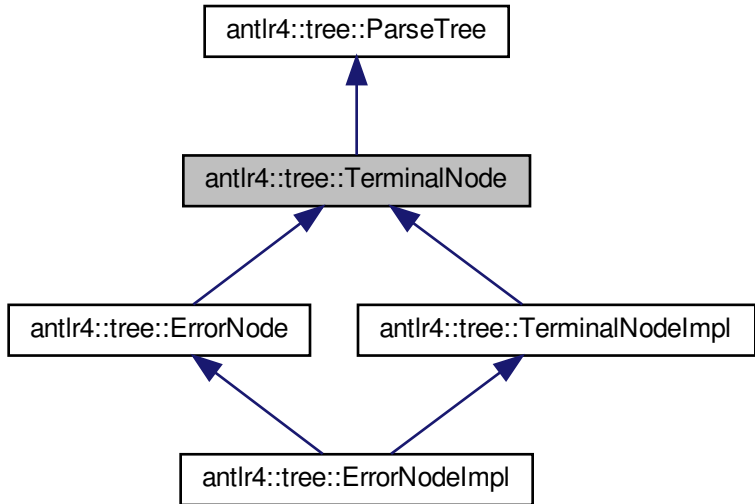 antlr4::tree::ParseTree
antlr4::tree::TerminalNode
antlr4::tree::ErrorNode
antlr4::tree::TerminalNodeImpl
antlr4::tree::ErrorNodeImpl